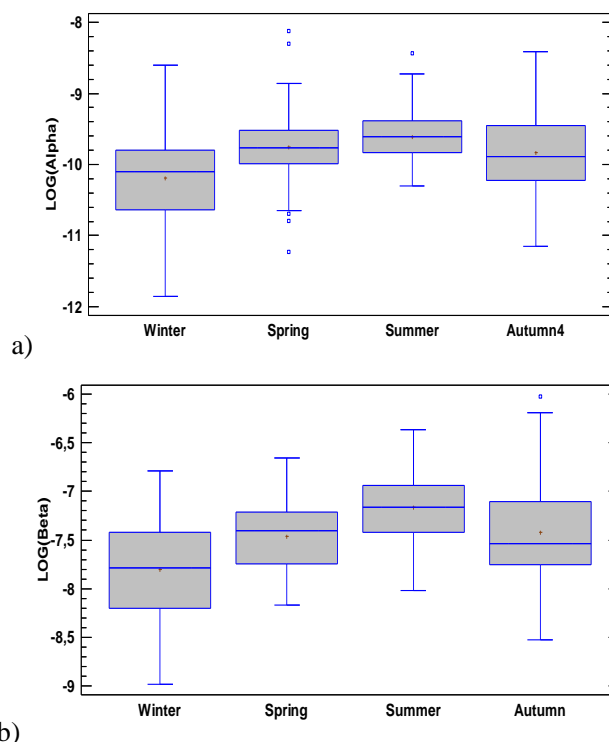 -8
-9
-10
-11
-12
LOG(Alpha)
Winter Spring Summer Autumn4
a)
-6
-6,5
-7
-7,5
-8
-8,5
-9
LOG(Beta)
Winter Spring Summer Autumn
b)